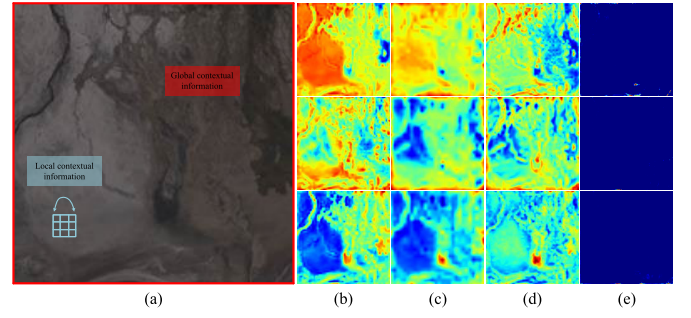 Global contextual
information
Local contextual
information
(a) (b) (c) (d) (e)